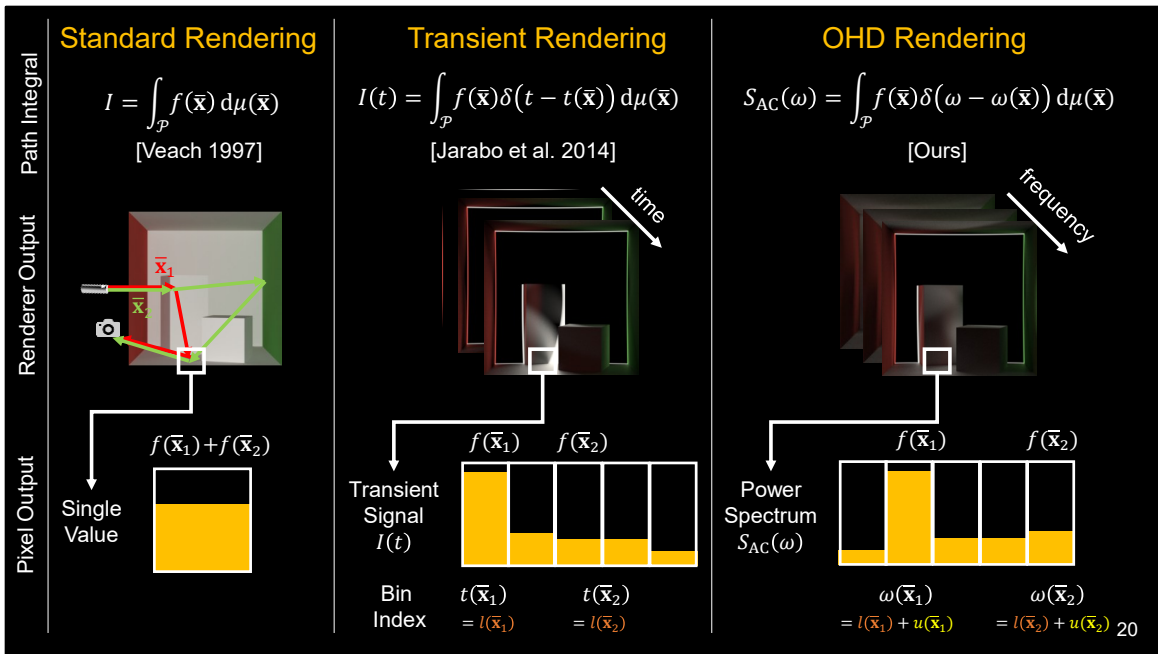 Standard Rendering
Transient Rendering
OHD Rendering
Path Integral
I = ∫_𝒫 f(x̄) dμ(x̄)
I(t) = ∫_𝒫 f(x̄)δ(t − t(x̄)) dμ(x̄)
S_AC(ω) = ∫_𝒫 f(x̄)δ(ω − ω(x̄)) dμ(x̄)
[Veach 1997]
[Jarabo et al. 2014]
[Ours]
Renderer Output
x̄₁
x̄₂
time
frequency
Pixel Output
f(x̄₁)+f(x̄₂)
Single
Value
f(x̄₁)
f(x̄₂)
Transient
Signal
I(t)
Bin
Index
t(x̄₁)
= l(x̄₁)
t(x̄₂)
= l(x̄₂)
f(x̄₁)
f(x̄₂)
Power
Spectrum
S_AC(ω)
ω(x̄₁)
= l(x̄₁) + u(x̄₁)
ω(x̄₂)
= l(x̄₂) + u(x̄₂)
20